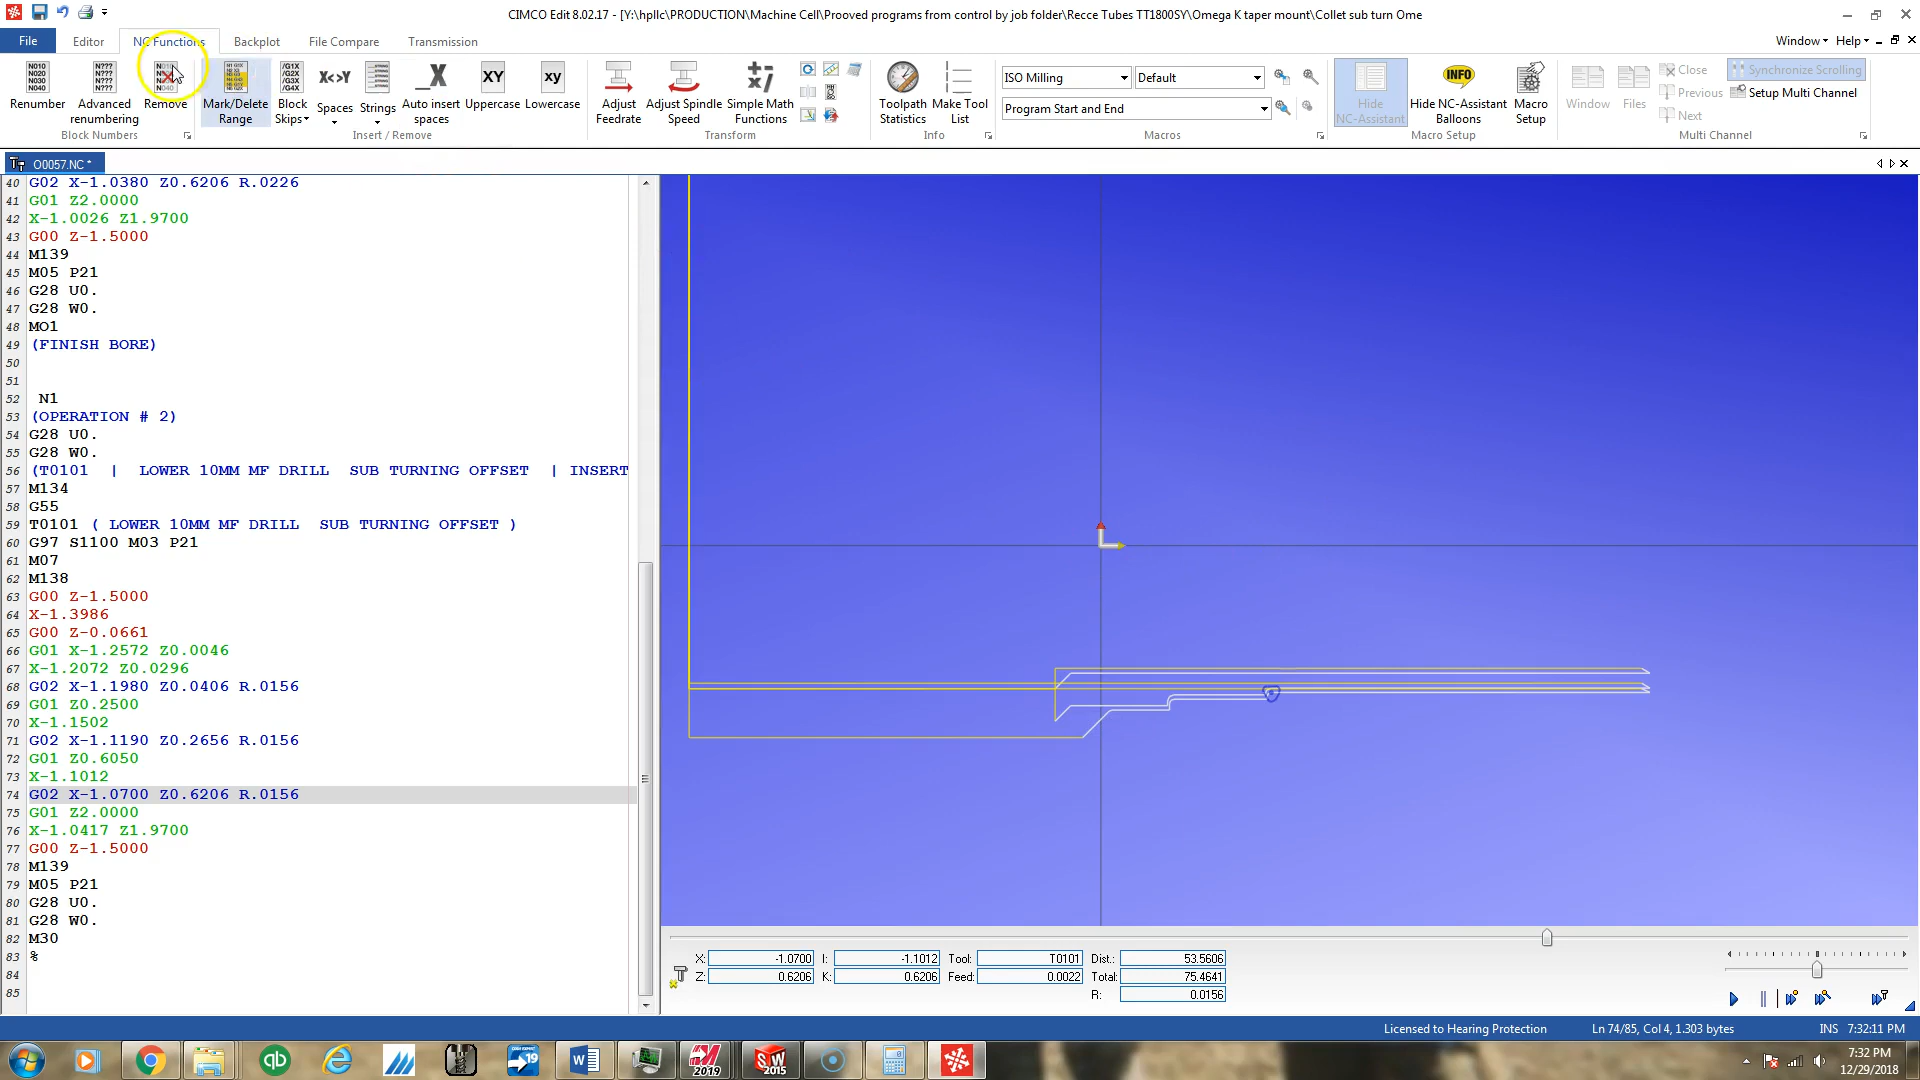 CIMCO Edit 8.02.17 - [Y:\hpllc\PRODUCTION\Machine Cell\Prooved programs from control by job folder\Recce Tubes TT1800SY\Omega K taper mount\Collet sub turn Ome
File Editor NC Functions Backplot File Compare Transmission Window Help
Renumber
Advanced renumbering
Remove
Block Numbers
Mark/Delete Range
Block Skips
Spaces
Strings
Auto insert spaces
Uppercase
Lowercase
Insert / Remove
Adjust Feedrate
Adjust Spindle Speed
Simple Math Functions
Transform
Toolpath Statistics
Make Tool List
Info
ISO Milling
Default
Program Start and End
Macros
Hide NC-Assistant
Hide NC-Assistant Balloons
Macro Setup
Macro Setup
Window
Files
Close
Previous
Next
Synchronize Scrolling
Setup Multi Channel
Multi Channel
O0057.NC *
40 G02 X-1.0380 Z0.6206 R.0226
41 G01 Z2.0000
42 X-1.0026 Z1.9700
43 G00 Z-1.5000
44 M139
45 M05 P21
46 G28 U0.
47 G28 W0.
48 MO1
49 (FINISH BORE)
50
51
52 N1
53 (OPERATION # 2)
54 G28 U0.
55 G28 W0.
56 (T0101 | LOWER 10MM MF DRILL SUB TURNING OFFSET | INSERT
57 M134
58 G55
59 T0101 ( LOWER 10MM MF DRILL SUB TURNING OFFSET )
60 G97 S1100 M03 P21
61 M07
62 M138
63 G00 Z-1.5000
64 X-1.3986
65 G00 Z-0.0661
66 G01 X-1.2572 Z0.0046
67 X-1.2072 Z0.0296
68 G02 X-1.1980 Z0.0406 R.0156
69 G01 Z0.2500
70 X-1.1502
71 G02 X-1.1190 Z0.2656 R.0156
72 G01 Z0.6050
73 X-1.1012
74 G02 X-1.0700 Z0.6206 R.0156
75 G01 Z2.0000
76 X-1.0417 Z1.9700
77 G00 Z-1.5000
78 M139
79 M05 P21
80 G28 U0.
81 G28 W0.
82 M30
83 %
84
85
X: -1.0700 I: -1.1012 Tool: T0101 Dist.: 53.5606
Z: 0.6206 K: 0.6206 Feed: 0.0022 Total: 75.4641
R: 0.0156
Licensed to Hearing Protection Ln 74/85, Col 4, 1.303 bytes INS 7:32:11 PM
7:32 PM
12/29/2018